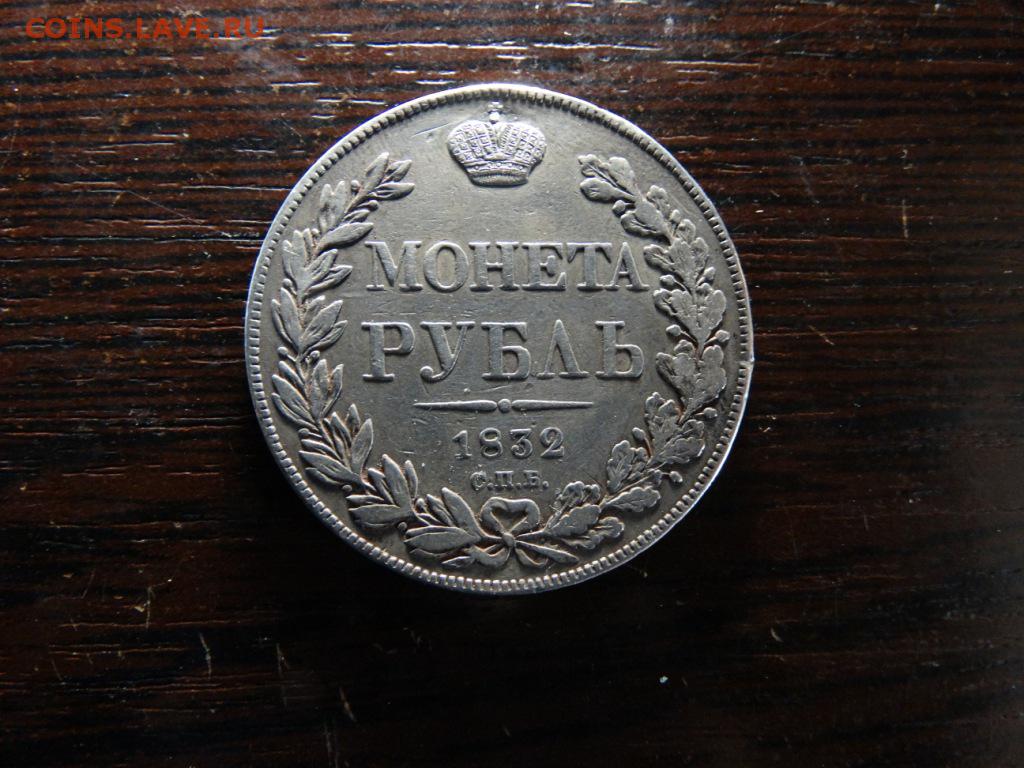 COINS.LAVE.RU
МОНЕТА
РУБЛЬ
1832
С.П.Б.